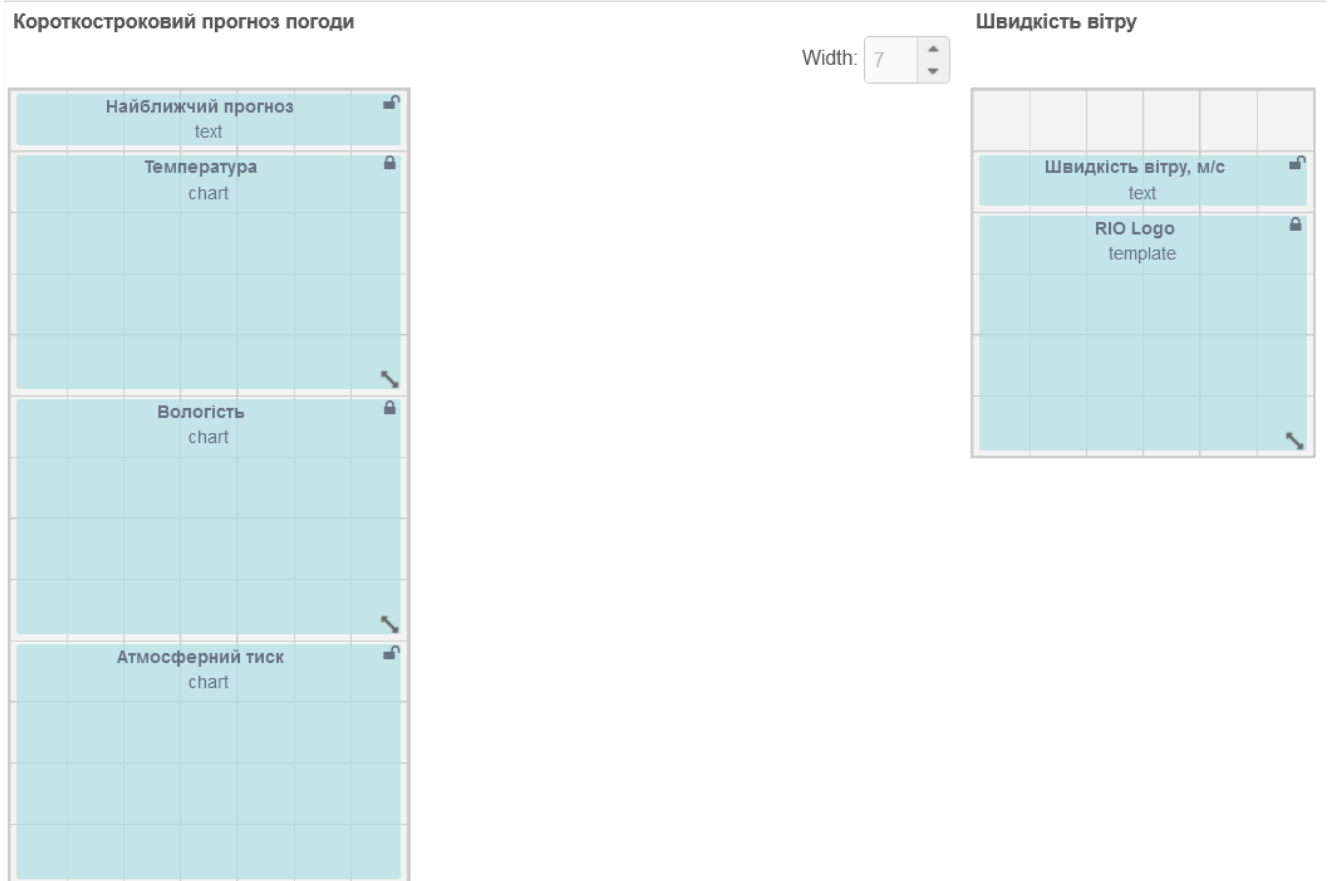 Короткостроковий прогноз погоди
Width: 7
Найближчий прогноз
text
Температура
chart
Вологість
chart
Атмосферний тиск
chart
Швидкість вітру
Швидкість вітру, м/с
text
RIO Logo
template